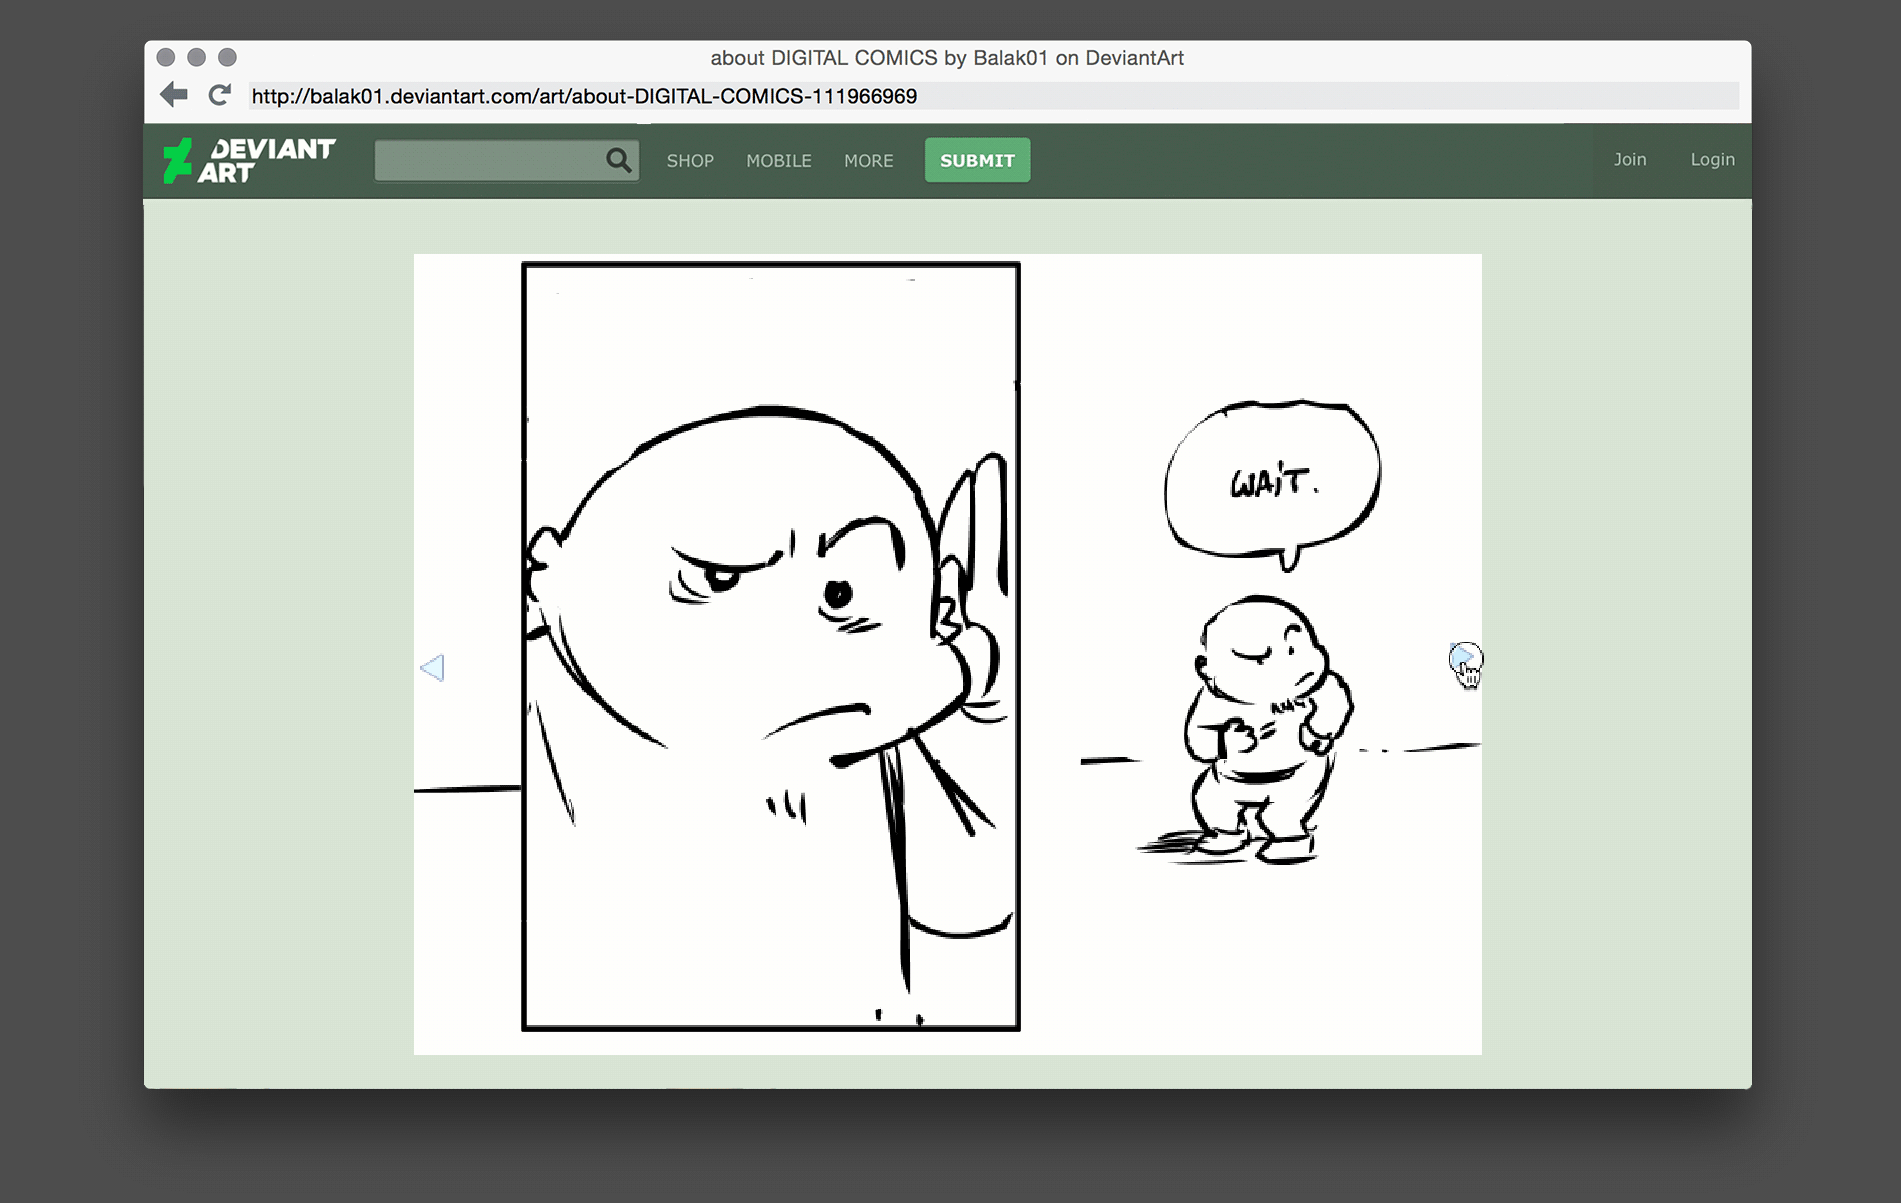 about DIGITAL COMICS by Balak01 on DeviantArt
http://balak01.deviantart.com/art/about-DIGITAL-COMICS-111966969
DEVIANT
ART
SHOP MOBILE MORE SUBMIT Join Login
WAiT.